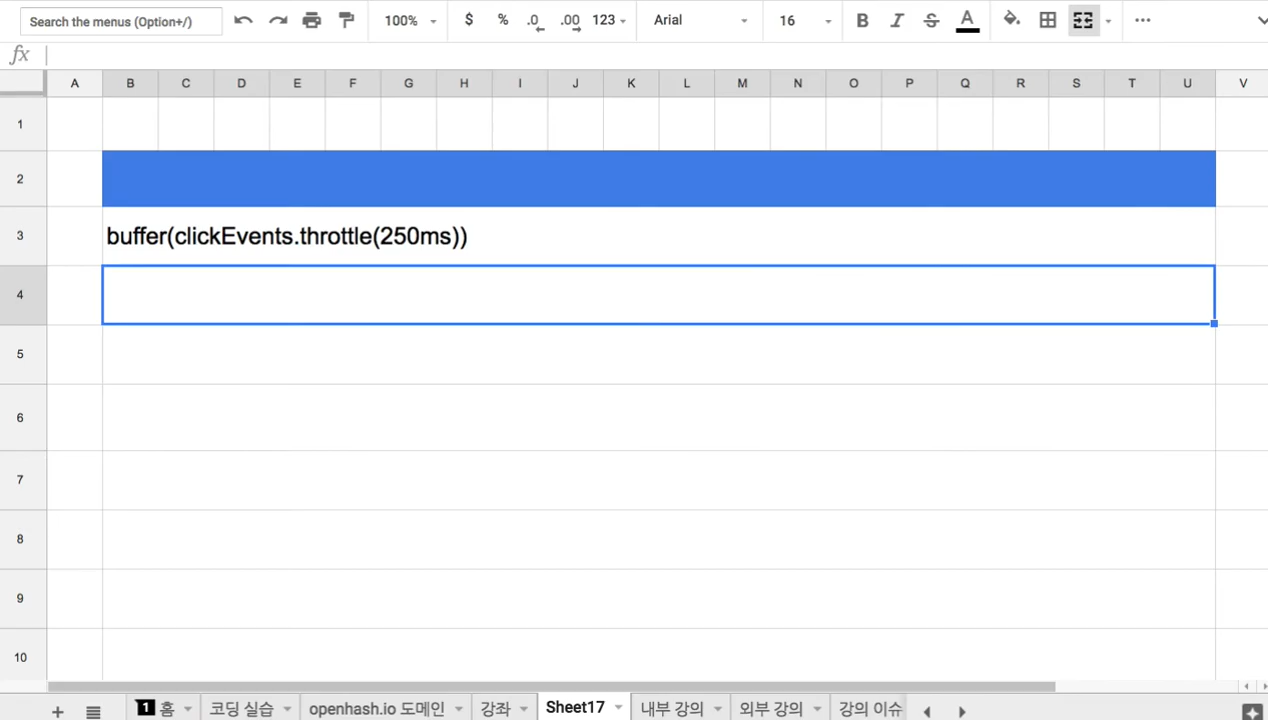 Search the menus (Option+/) 100% $ % .0 .00 123 Arial 16 B I S A
fx
A B C D E F G H I J K L M N O P Q R S T U V
1
2
3 buffer(clickEvents.throttle(250ms))
4
5
6
7
8
9
10
1 홈 코딩 실습 openhash.io 도메인 강좌 Sheet17 내부 강의 외부 강의 강의 이슈